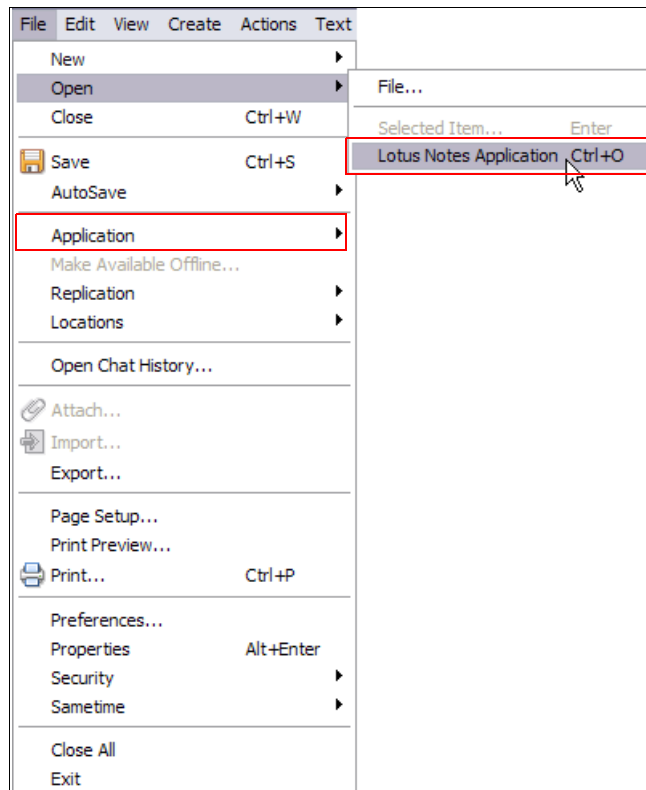 File Edit View Create Actions Text
New
Open
Close Ctrl+W
Save Ctrl+S
AutoSave
Application
Make Available Offline...
Replication
Locations
Open Chat History...
Attach...
Import...
Export...
Page Setup...
Print Preview...
Print... Ctrl+P
Preferences...
Properties Alt+Enter
Security
Sametime
Close All
Exit
File...
Selected Item... Enter
Lotus Notes Application Ctrl+O